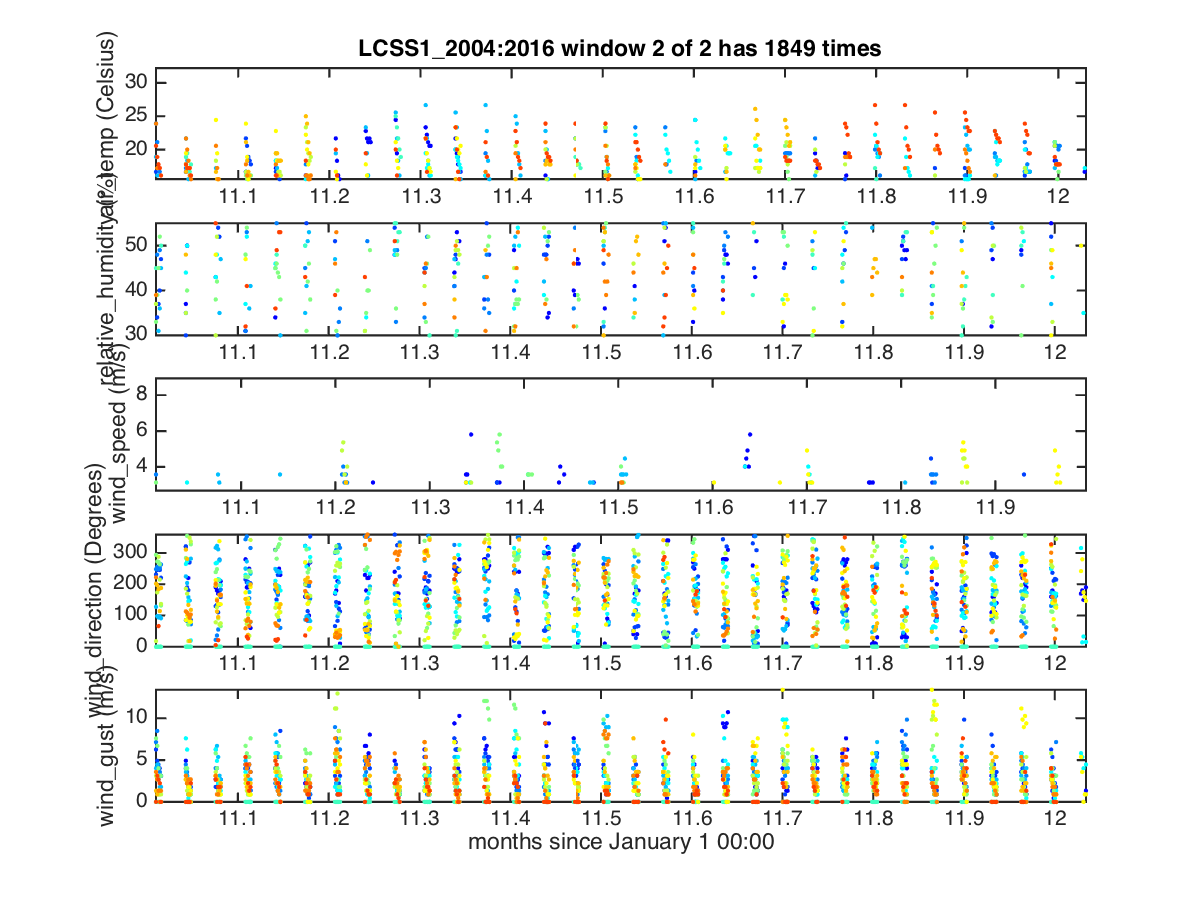 LCSS1_2004:2016 window 2 of 2 has 1849 times
air_temp (Celsius)
30
25
20
11.1 11.2 11.3 11.4 11.5 11.6 11.7 11.8 11.9 12
relative_humidity (%)
50
40
30
11.1 11.2 11.3 11.4 11.5 11.6 11.7 11.8 11.9 12
wind_speed (m/s)
8
6
4
11.1 11.2 11.3 11.4 11.5 11.6 11.7 11.8 11.9
wind_direction (Degrees)
300
200
100
0
11.1 11.2 11.3 11.4 11.5 11.6 11.7 11.8 11.9 12
wind_gust (m/s)
10
5
0
11.1 11.2 11.3 11.4 11.5 11.6 11.7 11.8 11.9 12
months since January 1 00:00